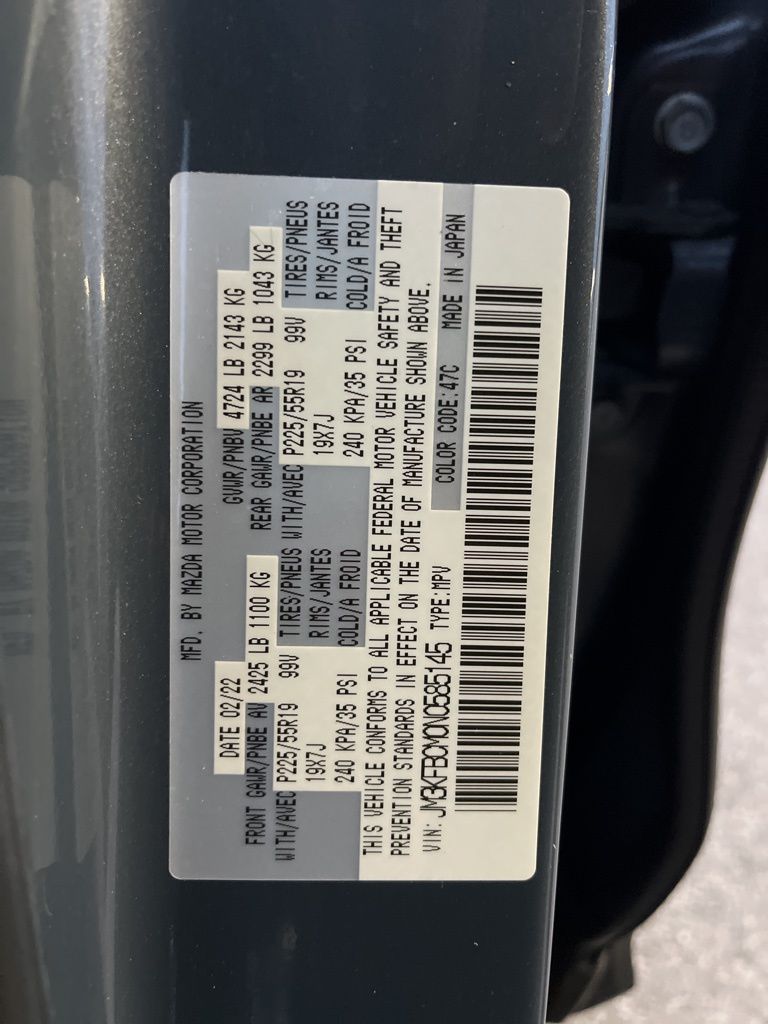 MFD. BY MAZDA MOTOR CORPORATION
DATE 02/22 GVWR/PNBV 4724 LB 2143 KG
FRONT GAWR/PNBE AV 2425 LB 1100 KG REAR GAWR/PNBE AR 2299 LB 1043 KG
WITH/AVEC P225/55R19 99V TIRES/PNEUS WITH/AVEC P225/55R19 99V TIRES/PNEUS
19X7J RIMS/JANTES 19X7J RIMS/JANTES
240 KPA/35 PSI COLD/A FROID 240 KPA/35 PSI COLD/A FROID
THIS VEHICLE CONFORMS TO ALL APPLICABLE FEDERAL MOTOR VEHICLE SAFETY AND THEFT
PREVENTION STANDARDS IN EFFECT ON THE DATE OF MANUFACTURE SHOWN ABOVE.
VIN: JM3KFBCM0N0585145 TYPE:MPV COLOR CODE:47C MADE IN JAPAN